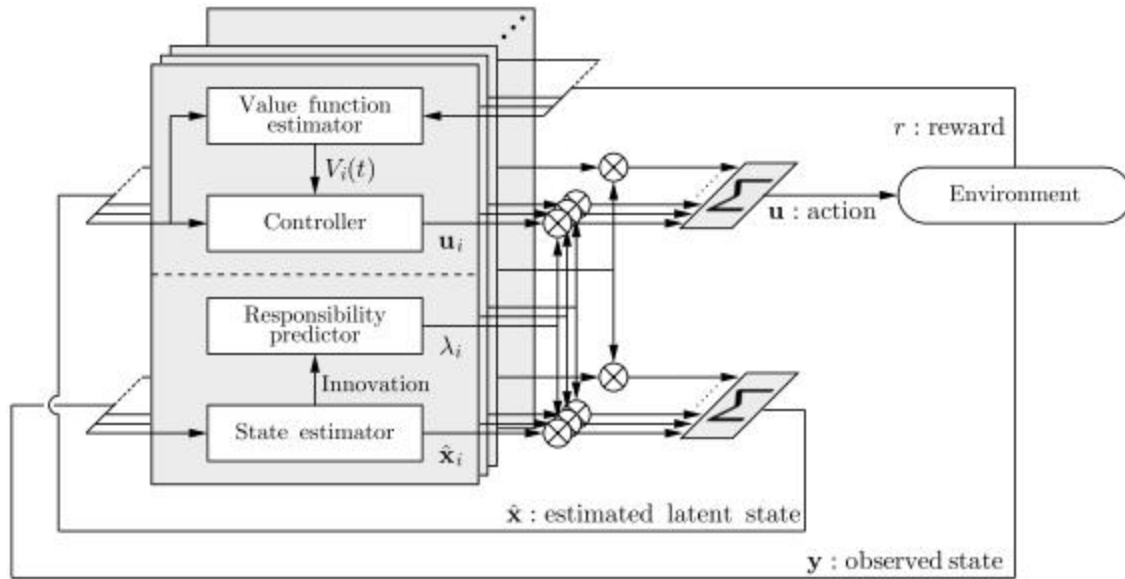 Value function
estimator
r : reward
V_i(t)
Environment
Controller
u : action
u_i
Responsibility
predictor
λ_i
Innovation
State estimator
x̂_i
x̂ : estimated latent state
y : observed state